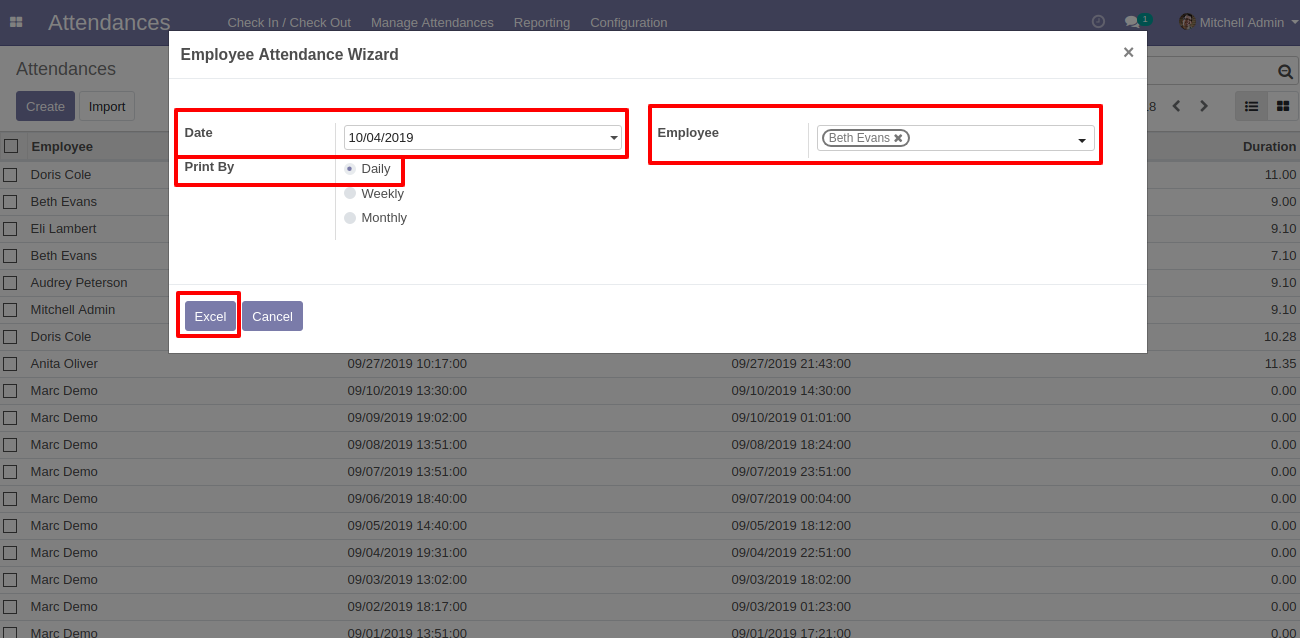 Attendances Check In / Check Out Manage Attendances Reporting Configuration 1 Mitchell Admin
Employee Attendance Wizard ×
Attendances
Create Import
8
Date 10/04/2019 Employee Beth Evans
Print By Daily
Weekly
Monthly
Excel Cancel
Employee Duration
Doris Cole 11.00
Beth Evans 9.00
Eli Lambert 9.10
Beth Evans 7.10
Audrey Peterson 9.10
Mitchell Admin 9.10
Doris Cole 10.28
Anita Oliver 09/27/2019 10:17:00 09/27/2019 21:43:00 11.35
Marc Demo 09/10/2019 13:30:00 09/10/2019 14:30:00 0.00
Marc Demo 09/09/2019 19:02:00 09/10/2019 01:01:00 0.00
Marc Demo 09/08/2019 13:51:00 09/08/2019 18:24:00 0.00
Marc Demo 09/07/2019 13:51:00 09/07/2019 23:51:00 0.00
Marc Demo 09/06/2019 18:40:00 09/07/2019 00:04:00 0.00
Marc Demo 09/05/2019 14:40:00 09/05/2019 18:12:00 0.00
Marc Demo 09/04/2019 19:31:00 09/04/2019 22:51:00 0.00
Marc Demo 09/03/2019 13:02:00 09/03/2019 18:02:00 0.00
Marc Demo 09/02/2019 18:17:00 09/03/2019 01:23:00 0.00
Marc Demo 09/01/2019 13:51:00 09/01/2019 17:21:00 0.00